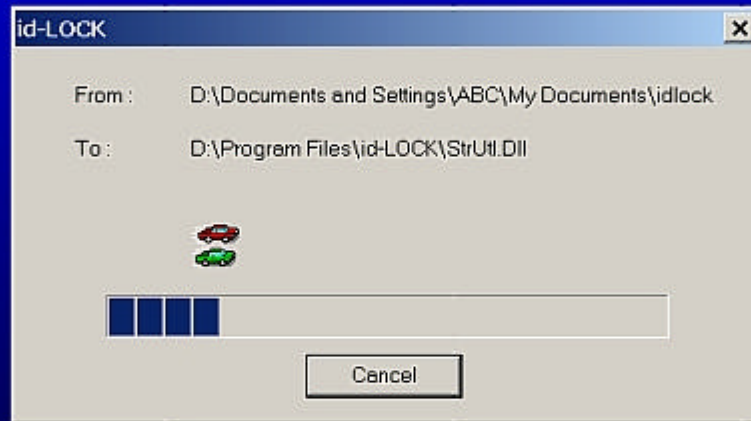 id-LOCK
From : D:\Documents and Settings\ABC\My Documents\idlock
To : D:\Program Files\id-LOCK\StrUtl.Dll
Cancel